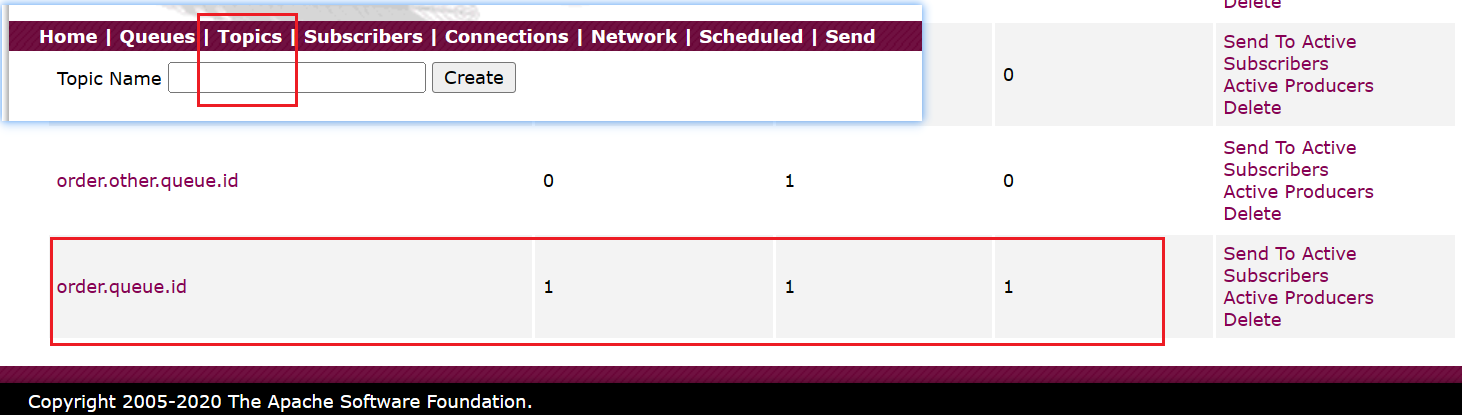 Delete
Home | Queues | Topics | Subscribers | Connections | Network | Scheduled | Send
Topic Name Create
0
Send To Active
Subscribers
Active Producers
Delete
order.other.queue.id 0 1 0
Send To Active
Subscribers
Active Producers
Delete
order.queue.id 1 1 1
Send To Active
Subscribers
Active Producers
Delete
Copyright 2005-2020 The Apache Software Foundation.